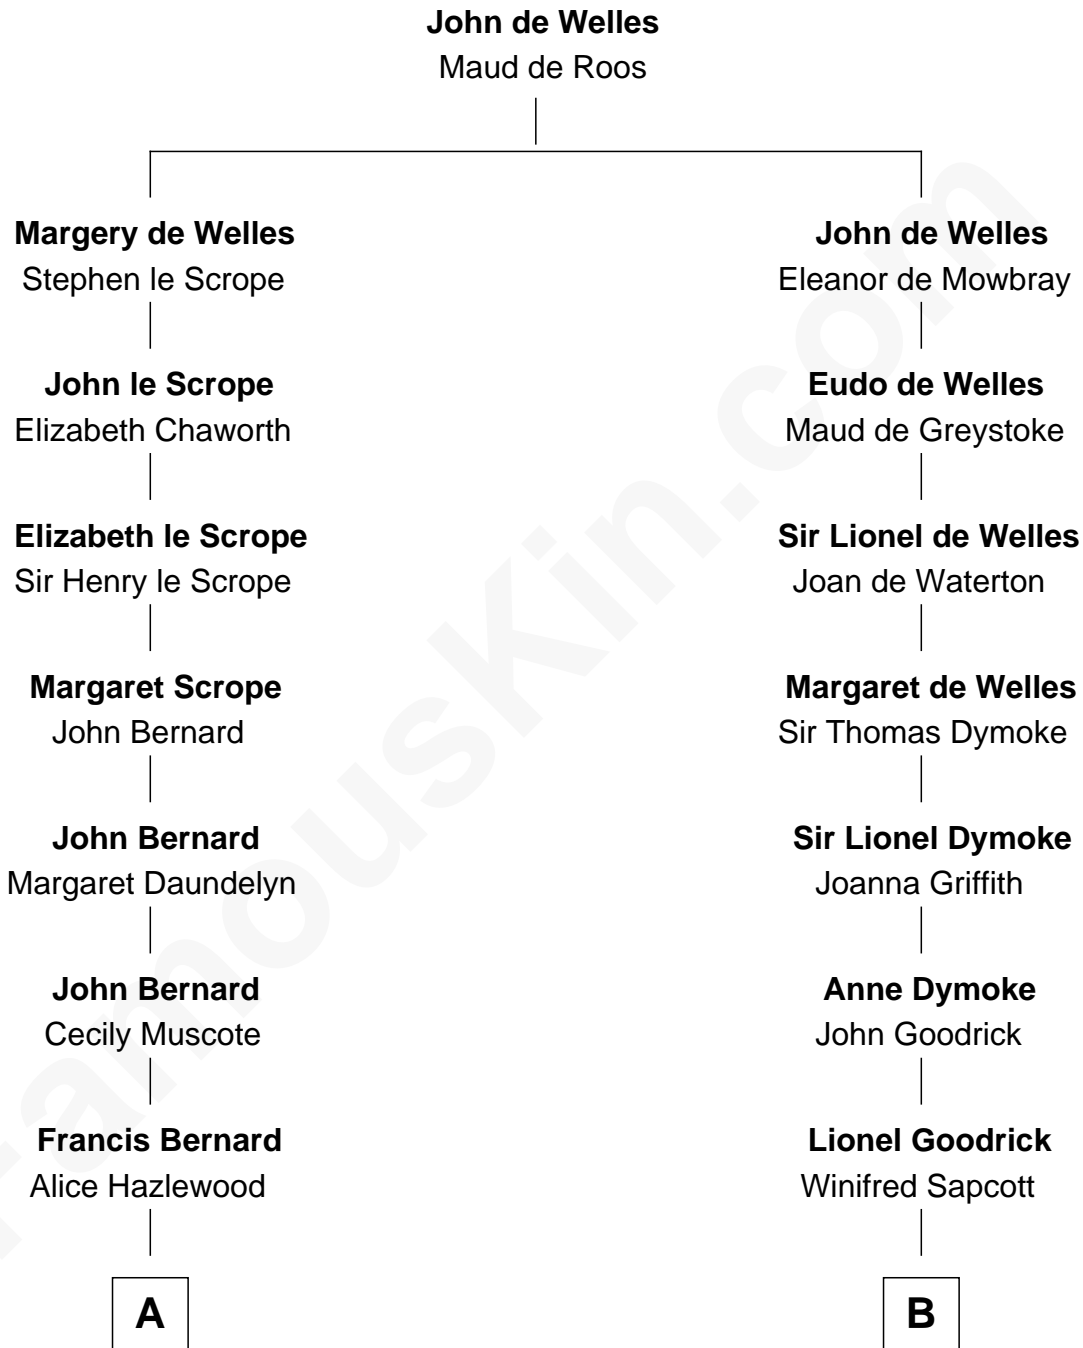 John de Welles
Maud de Roos
Margery de Welles
Stephen le Scrope
John de Welles
Eleanor de Mowbray
John le Scrope
Elizabeth Chaworth
Eudo de Welles
Maud de Greystoke
Elizabeth le Scrope
Sir Henry le Scrope
Sir Lionel de Welles
Joan de Waterton
Margaret Scrope
John Bernard
Margaret de Welles
Sir Thomas Dymoke
John Bernard
Margaret Daundelyn
Sir Lionel Dymoke
Joanna Griffith
John Bernard
Cecily Muscote
Anne Dymoke
John Goodrick
Francis Bernard
Alice Hazlewood
Lionel Goodrick
Winifred Sapcott
A
B
FamousKin.com